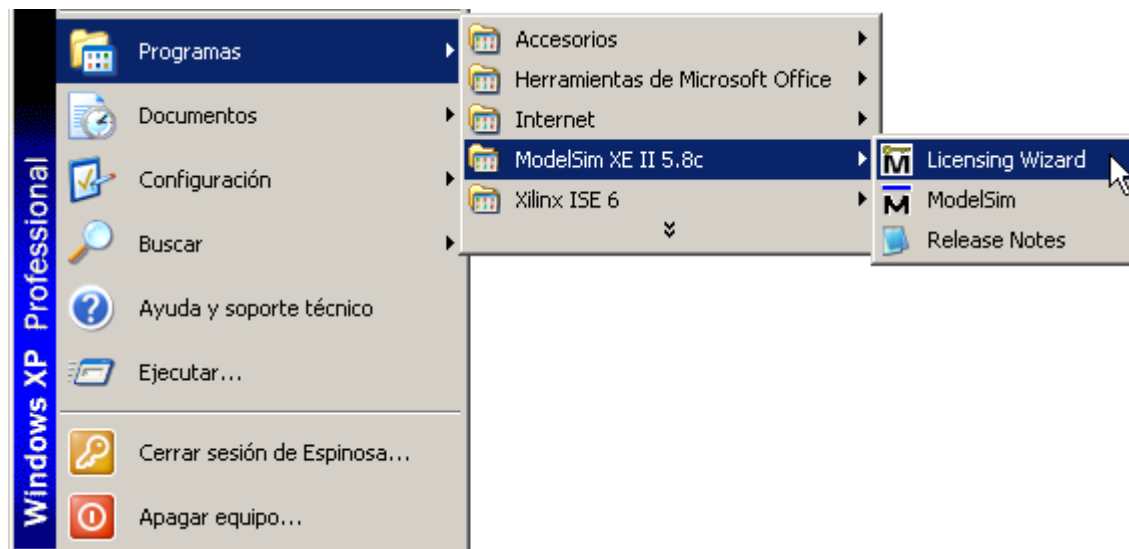 Windows XP Professional
Programas
Documentos
Configuración
Buscar
Ayuda y soporte técnico
Ejecutar...
Cerrar sesión de Espinosa...
Apagar equipo...
Accesorios
Herramientas de Microsoft Office
Internet
ModelSim XE II 5.8c
Xilinx ISE 6
Licensing Wizard
ModelSim
Release Notes